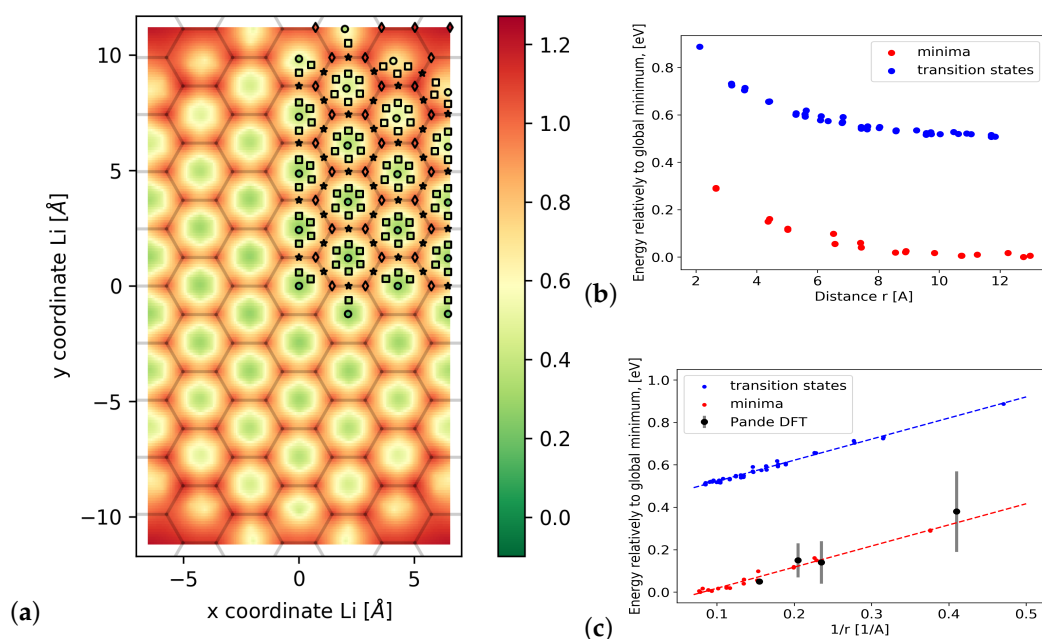 y coordinate Li [Å]
10
5
0
−5
−10
−5
0
5
x coordinate Li [Å]
(a)
1.2
1.0
0.8
0.6
0.4
0.2
0.0
Energy relatively to global minimum, [eV]
0.8
0.6
0.4
0.2
0.0
minima
transition states
2
4
6
8
10
12
Distance r [A]
(b)
Energy relatively to global minimum, [eV]
1.0
0.8
0.6
0.4
0.2
0.0
transition states
minima
Pande DFT
0.1
0.2
0.3
0.4
0.5
1/r [1/A]
(c)